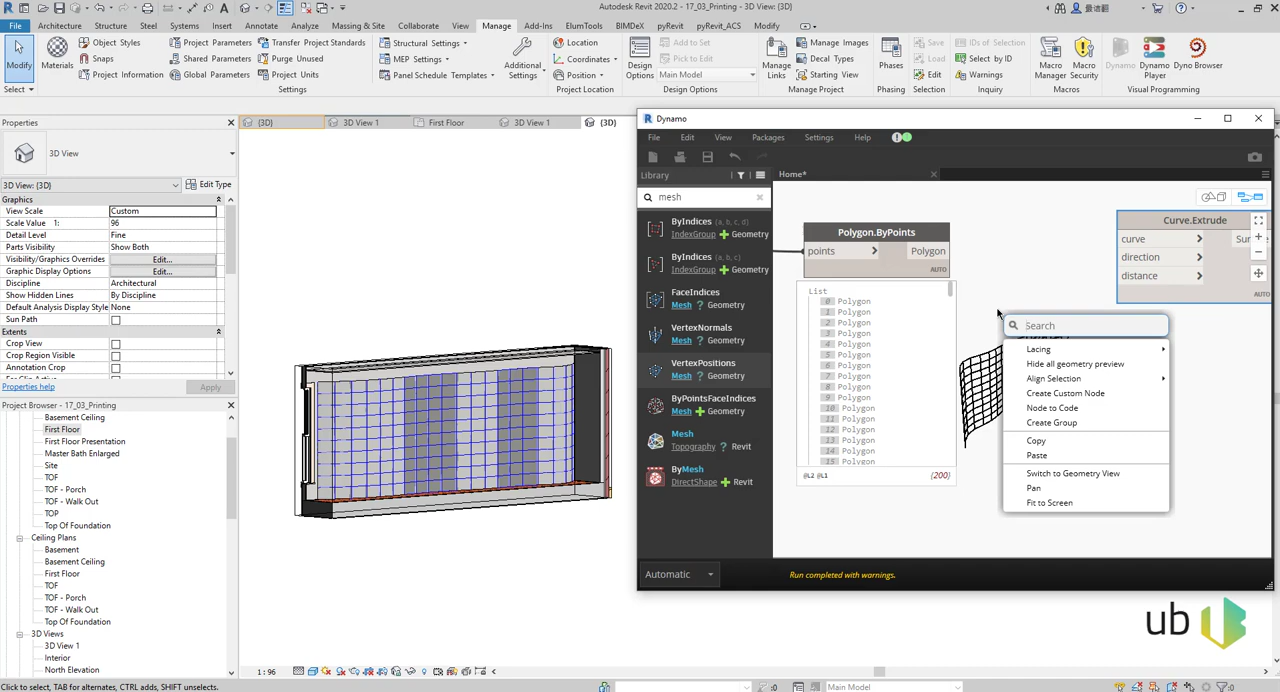 Autodesk Revit 2020.2 - 17_03_Printing - 3D View: {3D}
File Architecture Structure Steel Systems Insert Annotate Analyze Massing & Site Collaborate View Manage Add-Ins ElumTools BIMDeX pyRevit pyRevit_ACS Modify
Modify
Select
Materials
Object Styles
Snaps
Project Information
Project Parameters
Shared Parameters
Global Parameters
Transfer Project Standards
Purge Unused
Project Units
Settings
Structural Settings
MEP Settings
Panel Schedule Templates
Additional
Settings
Location
Coordinates
Position
Project Location
Design
Options
Add to Set
Pick to Edit
Main Model
Design Options
Manage
Links
Manage Images
Decal Types
Starting View
Manage Project
Phases
Phasing
Save
Load
Edit
Selection
IDs of Selection
Select by ID
Warnings
Inquiry
Macro
Manager
Macro
Security
Macros
Dynamo
Dynamo
Player
Dyno Browser
Visual Programming
Properties
3D View
3D View: {3D}
Edit Type
Graphics
View Scale Custom
Scale Value 1: 96
Detail Level Fine
Parts Visibility Show Both
Visibility/Graphics Overrides Edit...
Graphic Display Options Edit...
Discipline Architectural
Show Hidden Lines By Discipline
Default Analysis Display Style None
Sun Path
Extents
Crop View
Crop Region Visible
Annotation Crop
Properties help
Apply
Project Browser - 17_03_Printing
Basement Ceiling
First Floor
First Floor Presentation
Master Bath Enlarged
Site
TOF
TOF - Porch
TOF - Walk Out
TOP
Top Of Foundation
Ceiling Plans
Basement
Basement Ceiling
First Floor
TOF
TOF - Porch
TOF - Walk Out
Top Of Foundation
3D Views
3D View 1
Interior
North Elevation
{3D}
View 1
First Floor
3D View 1
{3D}
Dynamo
File Edit View Packages Settings Help
Library
mesh
Home*
ByIndices (a, b, c, d)
IndexGroup Geometry
ByIndices (a, b, c)
IndexGroup Geometry
FaceIndices
Mesh ? Geometry
VertexNormals
Mesh ? Geometry
VertexPositions
Mesh ? Geometry
ByPointsFaceIndices
Mesh Geometry
Mesh
Topography ? Revit
ByMesh
DirectShape Revit
Polygon.ByPoints
points > Polygon
AUTO
List
0 Polygon
1 Polygon
2 Polygon
3 Polygon
4 Polygon
5 Polygon
6 Polygon
7 Polygon
8 Polygon
9 Polygon
10 Polygon
11 Polygon
12 Polygon
13 Polygon
14 Polygon
15 Polygon
@L2 @L1 {200}
Curve.Extrude
curve >
direction >
distance >
AUTO
Search
Lacing
Hide all geometry preview
Align Selection
Create Custom Node
Node to Code
Create Group
Copy
Paste
Switch to Geometry View
Pan
Fit to Screen
Automatic
Run completed with warnings.
ub
1 : 96
Click to select, TAB for alternates, CTRL adds, SHIFT unselects.
:0
Main Model
:0